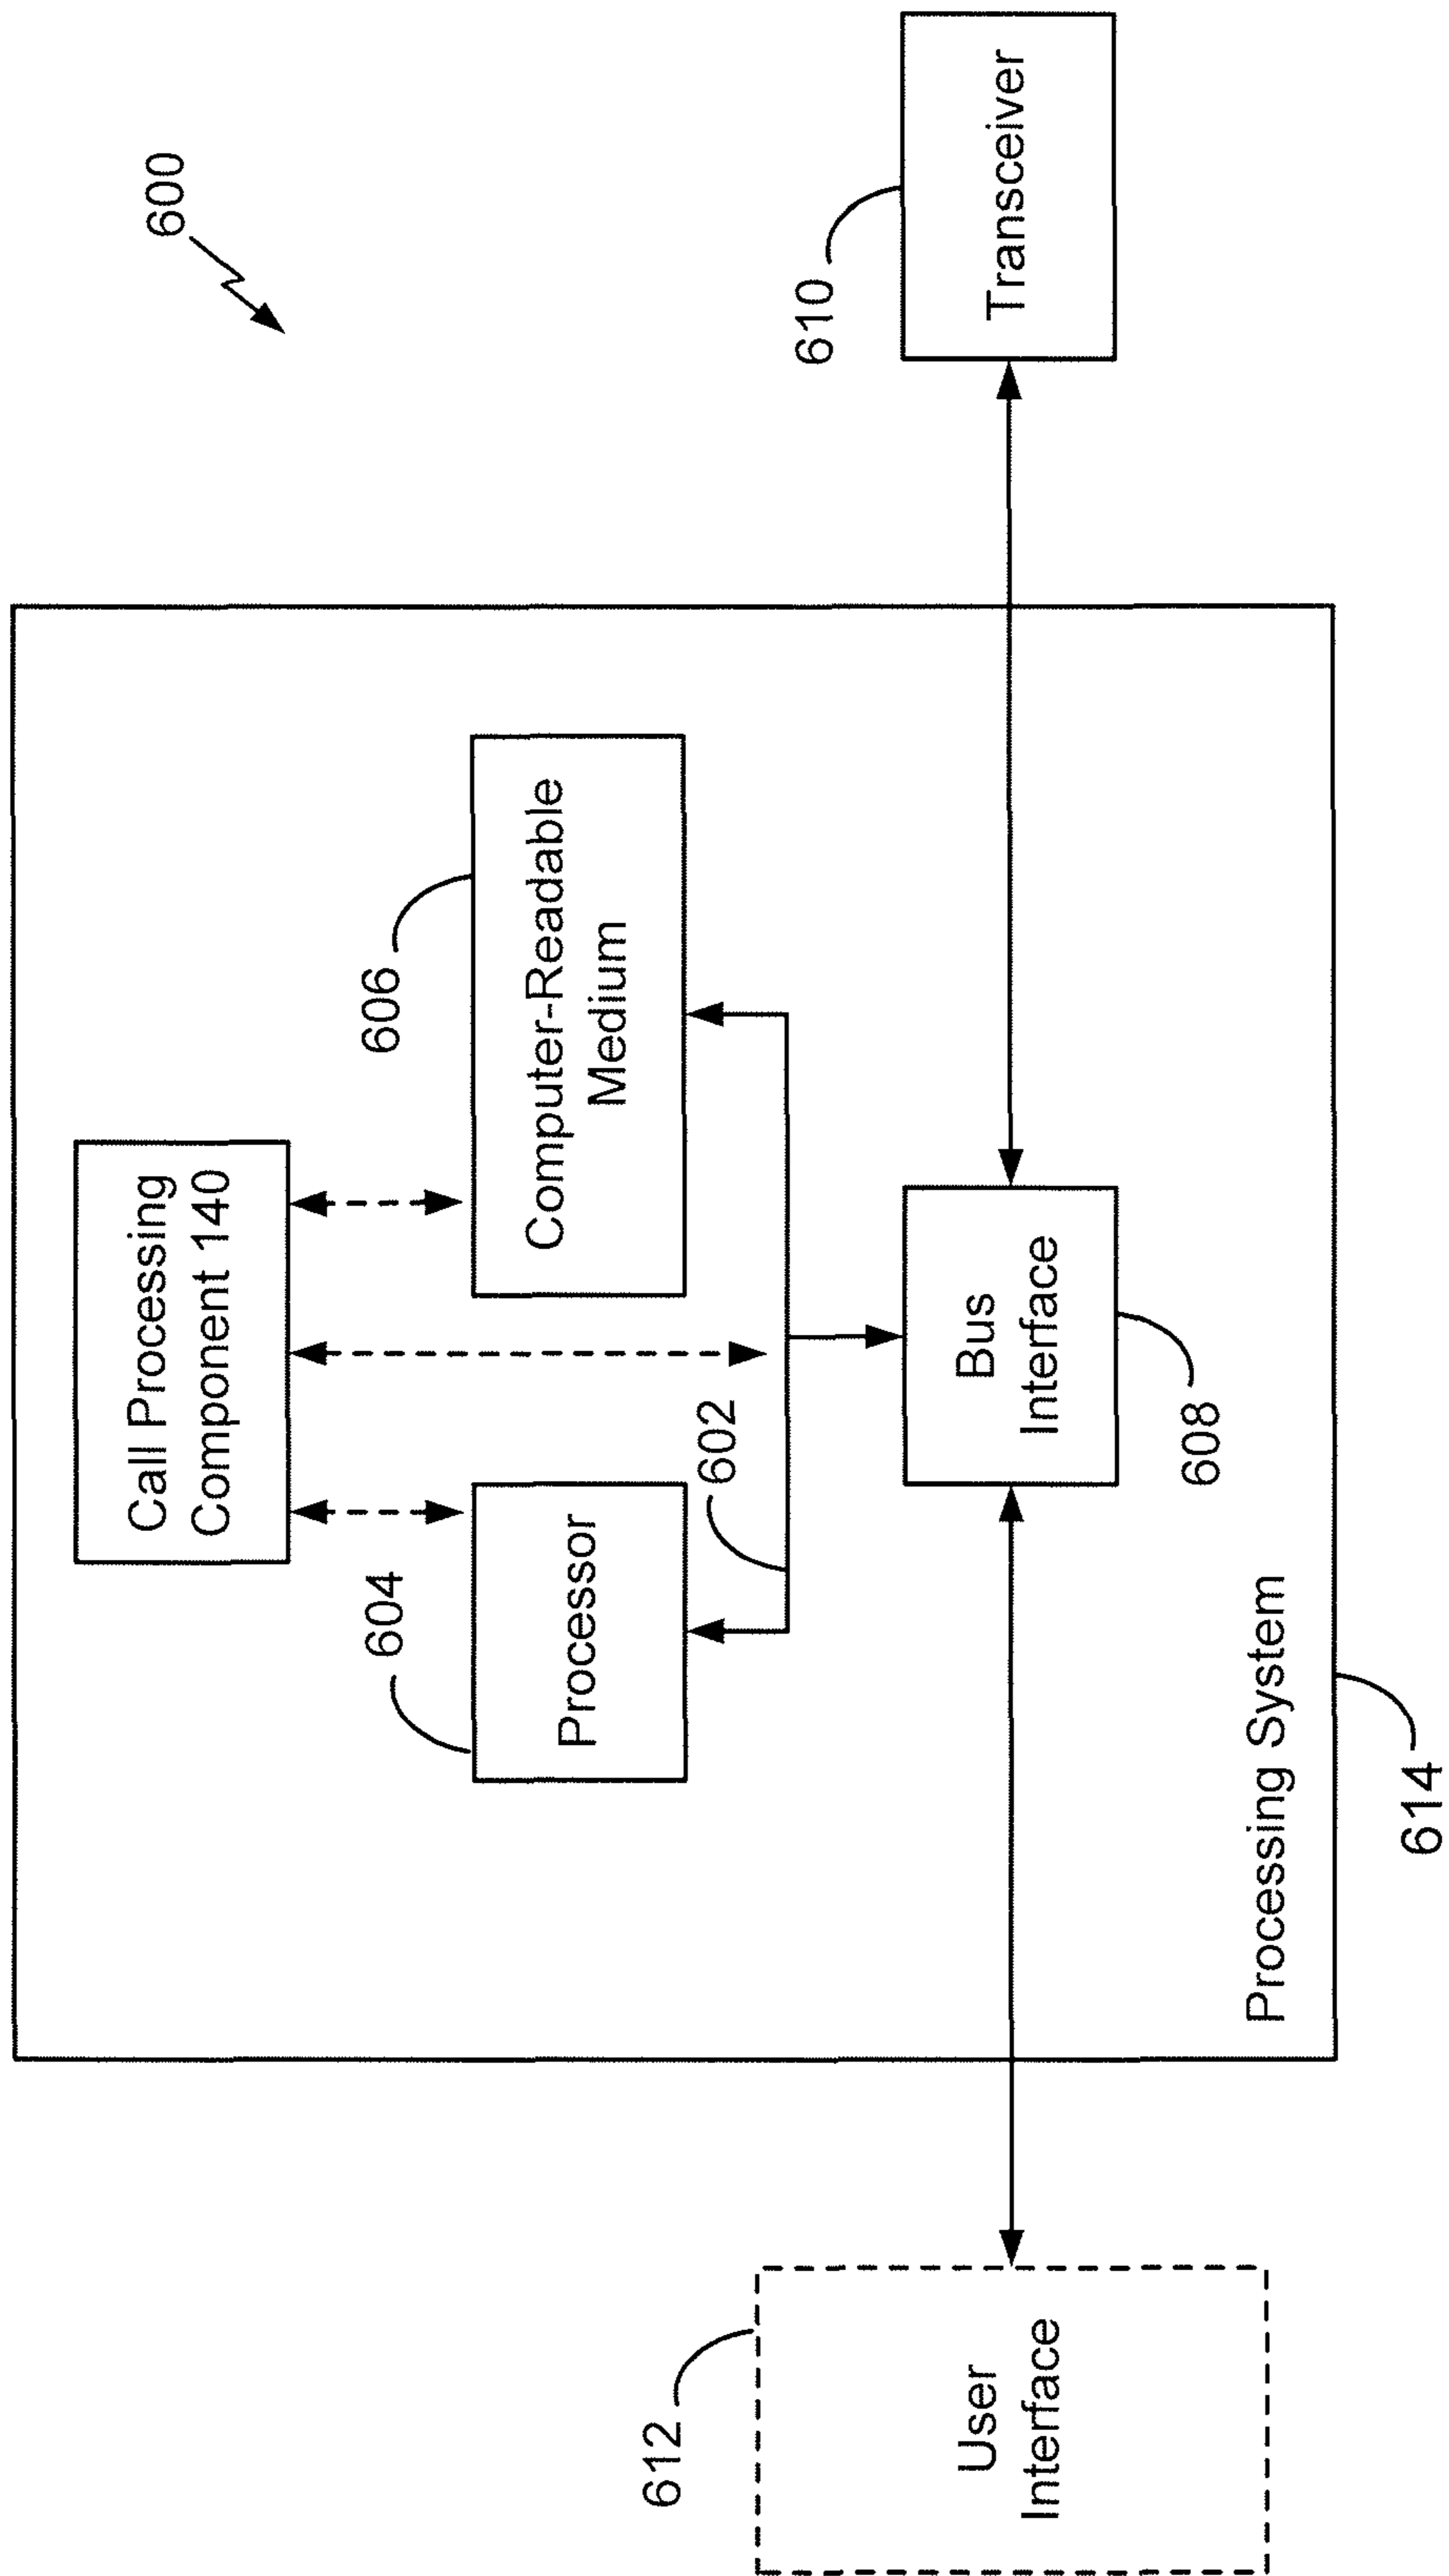 600
Call Processing
Component 140
604
606
Processor
Computer-Readable
Medium
602
612
610
User
Interface
Bus
Interface
Transceiver
608
Processing System
614